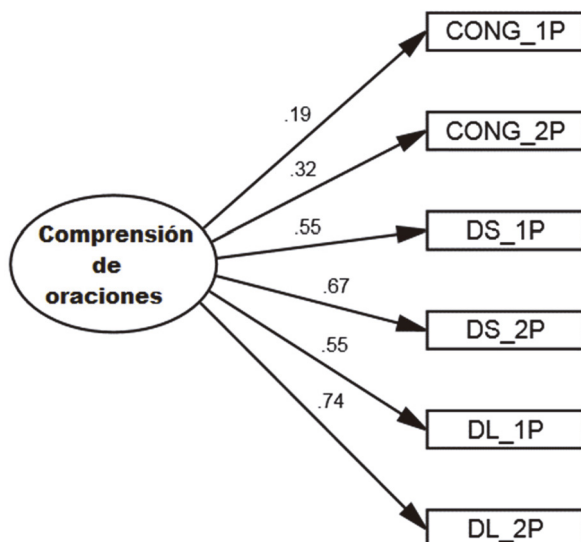 CONG_1P
.19
CONG_2P
.32
.55
DS_1P
Comprensión
de
oraciones
.67
DS_2P
.55
DL_1P
.74
DL_2P